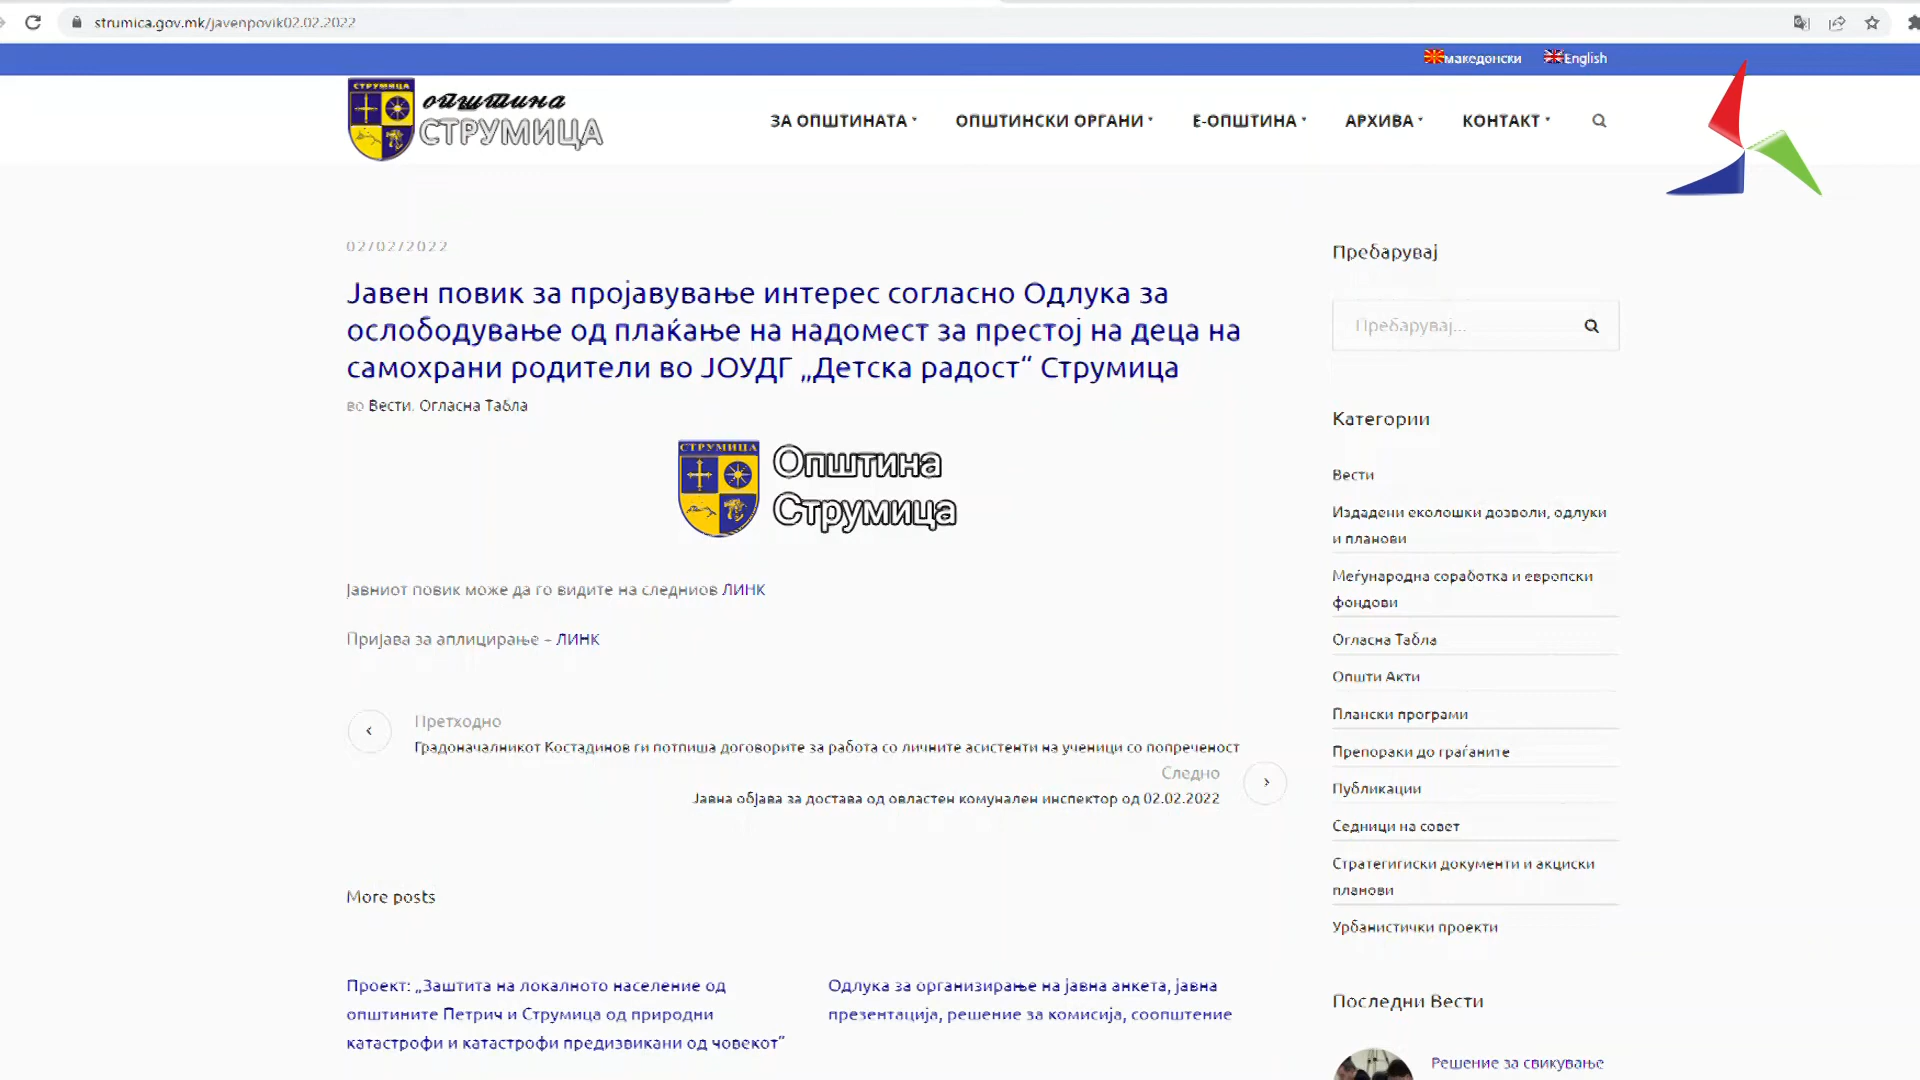 strumica.gov.mk/javenpovik02.02.2022
македонски
English
СТРУМИЦА
општина
СТРУМИЦА
ЗА ОПШТИНАТА
ОПШТИНСКИ ОРГАНИ
Е-ОПШТИНА
АРХИВА
КОНТАКТ
02/02/2022
Јавен повик за пројавување интерес согласно Одлука за
ослободување од плаќање на надомест за престој на деца на
самохрани родители во ЈОУДГ „Детска радост“ Струмица
во Вести, Огласна Табла
СТРУМИЦА
Општина
Струмица
Јавниот повик може да го видите на следниов ЛИНК
Пријава за аплицирање – ЛИНК
Претходно
Градоначалникот Костадинов ги потпиша договорите за работа со личните асистенти на ученици со попреченост
Следно
Јавна објава за достава од овластен комунален инспектор од 02.02.2022
More posts
Проект: „Заштита на локалното население од
општините Петрич и Струмица од природни
катастрофи и катастрофи предизвикани од човекот“
Одлука за организирање на јавна анкета, јавна
презентација, решение за комисија, соопштение
Пребарувај
Пребарувај...
Категории
Вести
Издадени еколошки дозволи, одлуки
и планови
Меѓународна соработка и европски
фондови
Огласна Табла
Општи Акти
Плански програми
Препораки до граѓаните
Публикации
Седници на совет
Стратегигиски документи и акциски
планови
Урбанистички проекти
Последни Вести
Решение за свикување